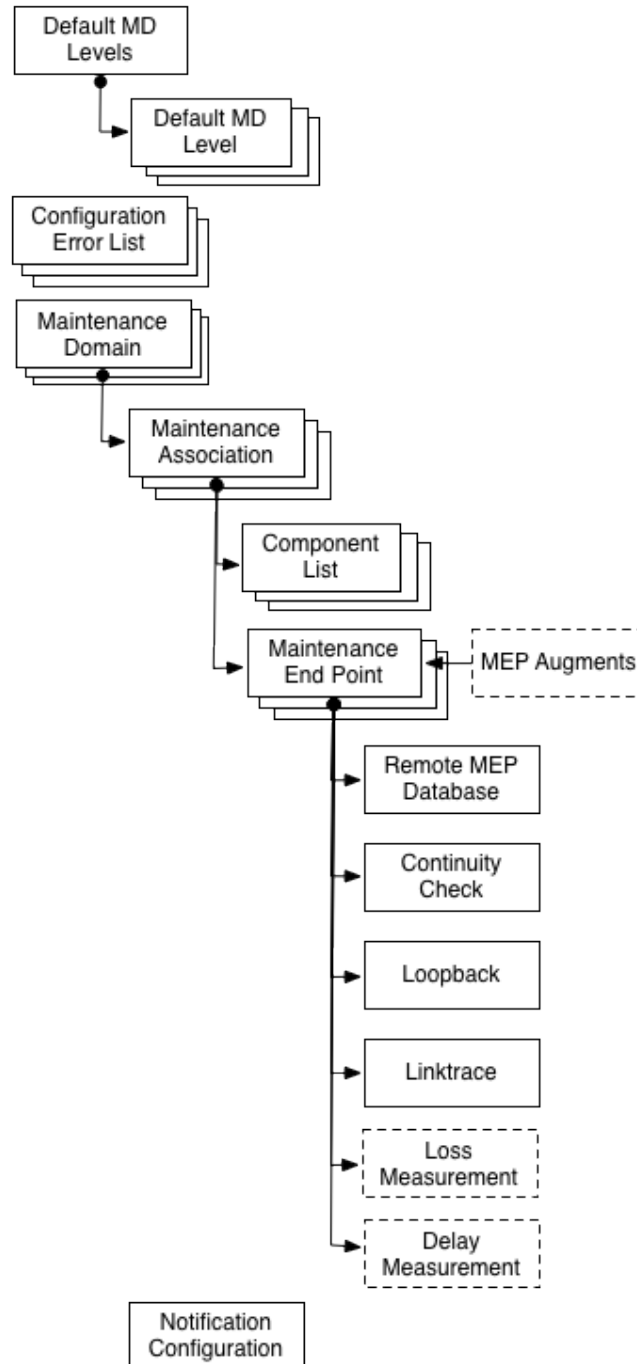 Default MD
Levels
Default MD
Level
Configuration
Error List
Maintenance
Domain
Maintenance
Association
Component
List
Maintenance
End Point
MEP Augments
Remote MEP
Database
Continuity
Check
Loopback
Linktrace
Loss
Measurement
Delay
Measurement
Notification
Configuration